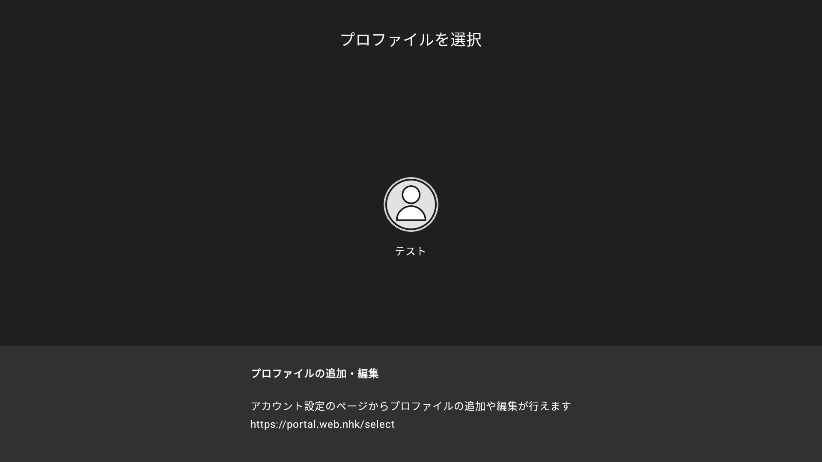 プロファイルを選択
テスト
プロファイルの追加・編集
アカウント設定のページからプロファイルの追加や編集が行えます
https://portal.web.nhk/select